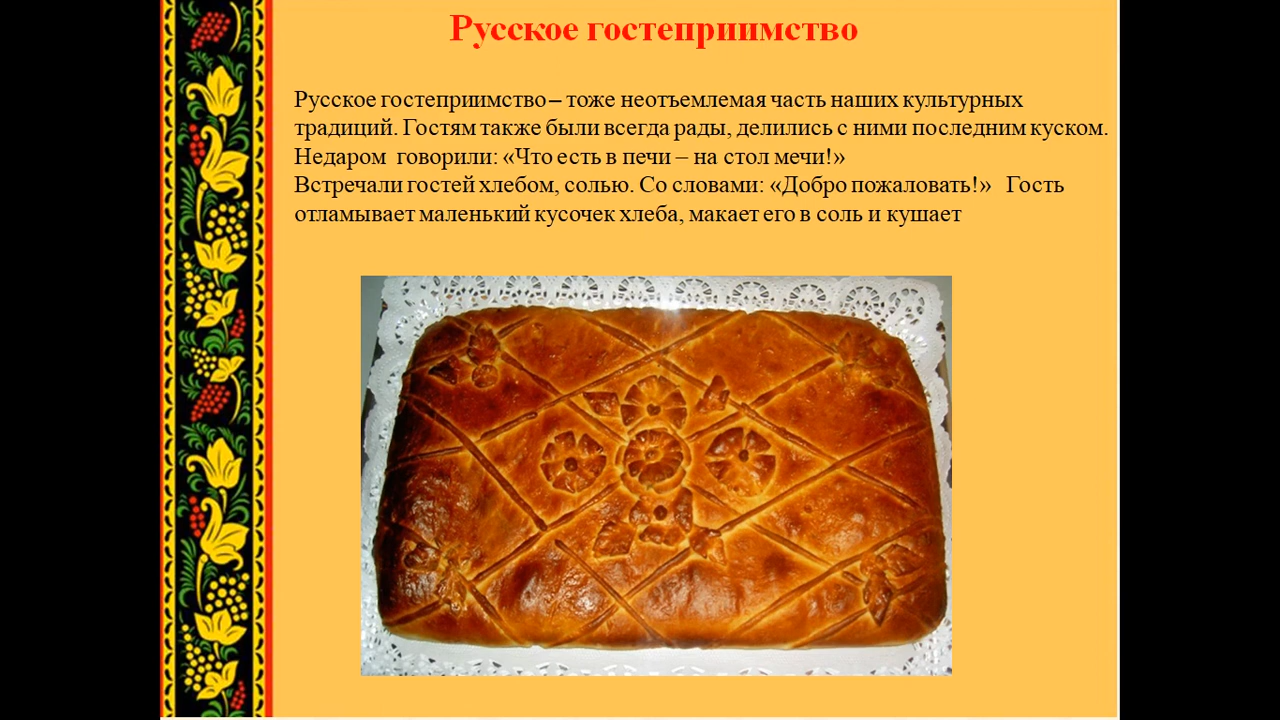 Русское гостеприимство
Русское гостеприимство – тоже неотъемлемая часть наших культурных
традиций. Гостям также были всегда рады, делились с ними последним куском.
Недаром говорили: «Что есть в печи – на стол мечи!»
Встречали гостей хлебом, солью. Со словами: «Добро пожаловать!» Гость
отламывает маленький кусочек хлеба, макает его в соль и кушает